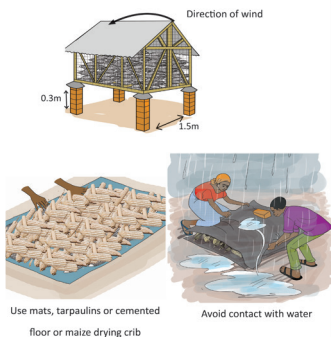 Direction of wind
0.3m
1.5m
Use mats, tarpaulins or cemented
floor or maize drying crib
Avoid contact with water